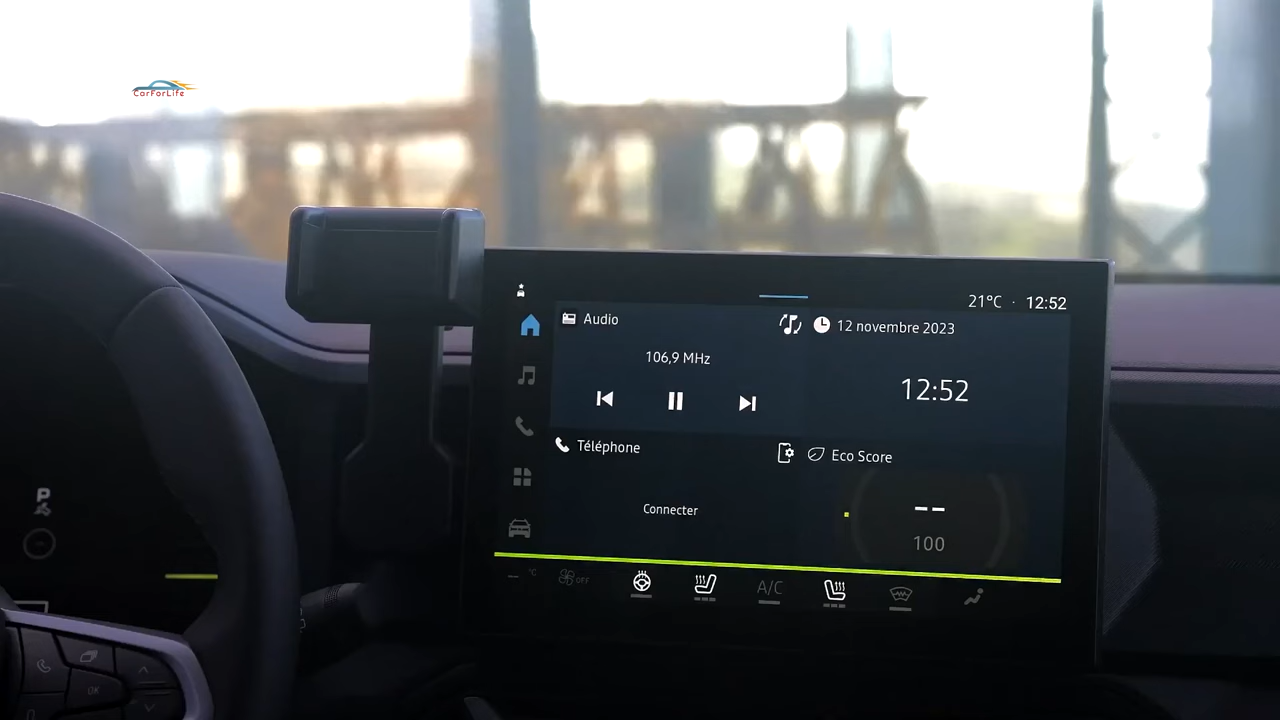 CarForLife
21°C · 12:52
Audio
12 novembre 2023
106,9 MHz
12:52
Téléphone
Eco Score
Connecter
--
100
-- °C
OFF
A/C
P
OK